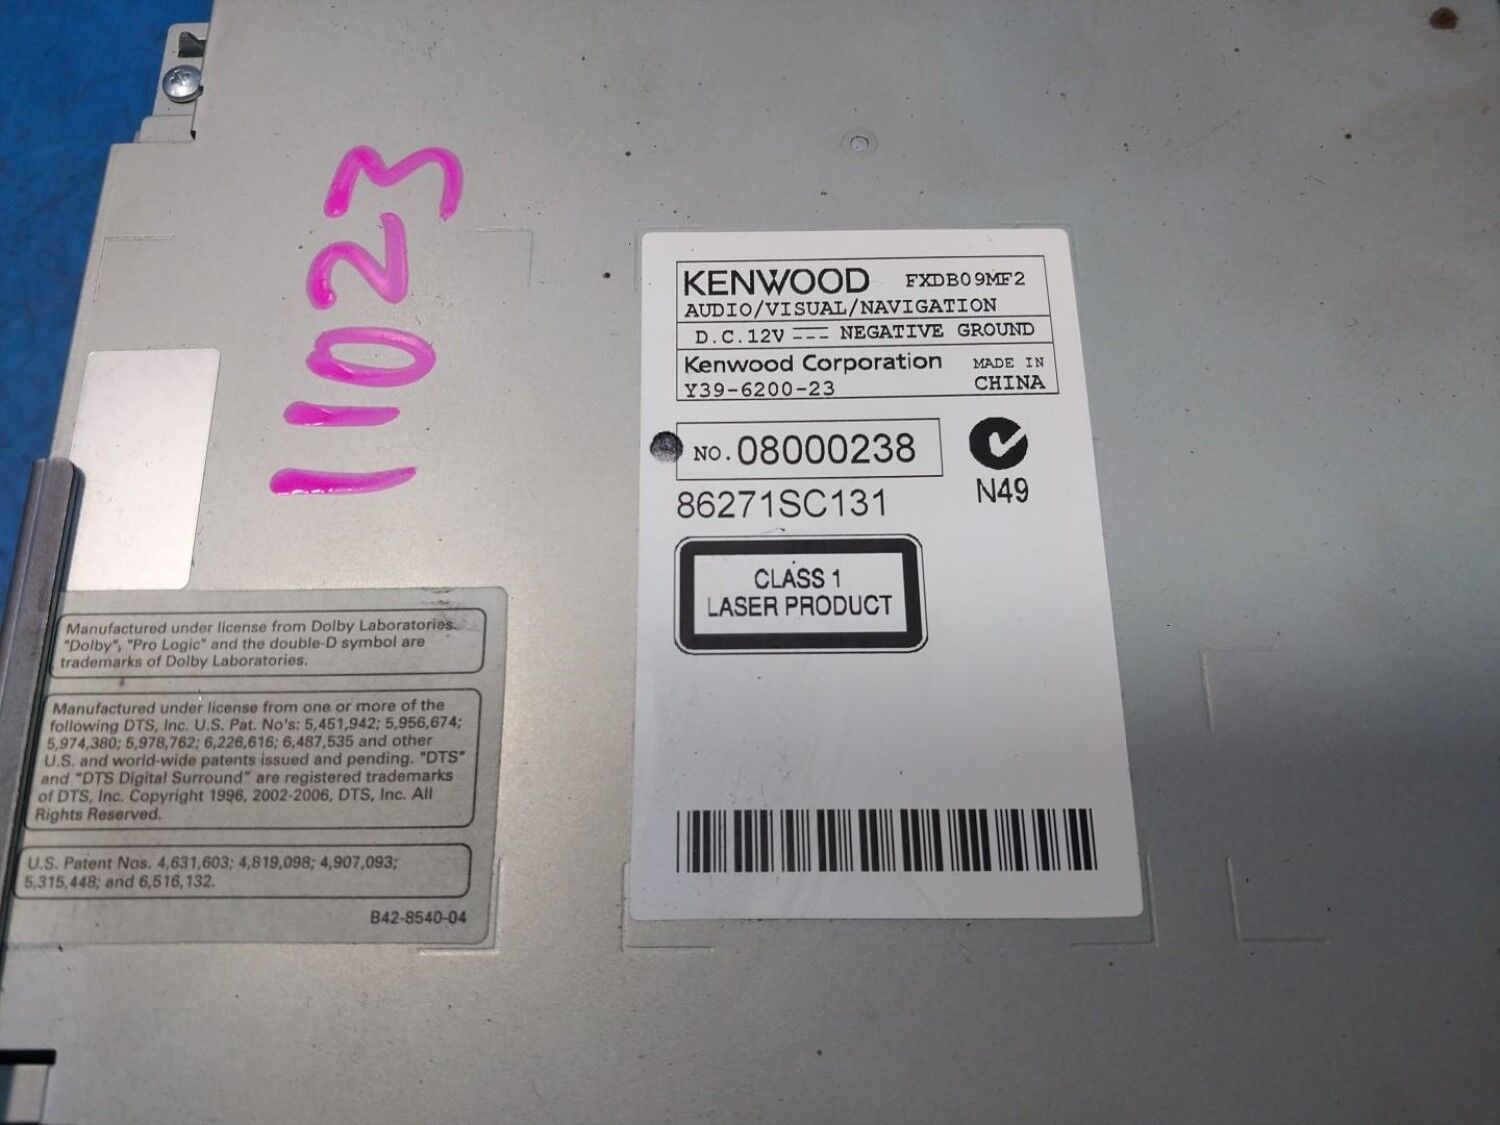 11023
KENWOOD FXDB09MF2
AUDIO/VISUAL/NAVIGATION
D.C.12V NEGATIVE GROUND
Kenwood Corporation MADE IN
Y39-6200-23 CHINA
NO. 08000238
N49
86271SC131
CLASS 1
LASER PRODUCT
Manufactured under license from Dolby Laboratories.
"Dolby", "Pro Logic" and the double-D symbol are
trademarks of Dolby Laboratories.
Manufactured under license from one or more of the
following DTS, Inc. U.S. Pat. No's: 5,451,942; 5,956,674;
5,974,380; 5,978,762; 6,226,616; 6,487,535 and other
U.S. and world-wide patents issued and pending. "DTS"
and "DTS Digital Surround" are registered trademarks
of DTS, Inc. Copyright 1996, 2002-2006, DTS, Inc. All
Rights Reserved.
U.S. Patent Nos. 4,631,603; 4,819,098; 4,907,093;
5,315,448; and 6,516,132.
B42-8540-04